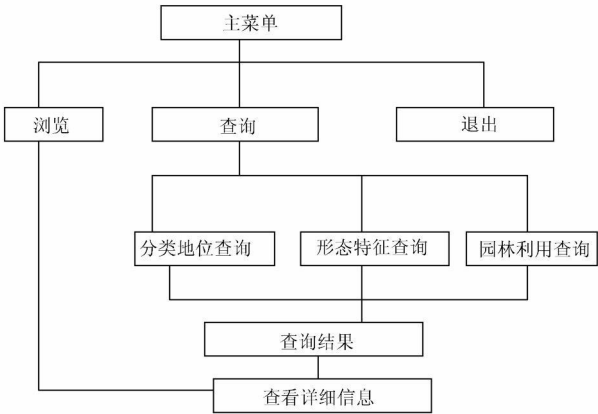 主菜单
浏览
查询
退出
分类地位查询
形态特征查询
园林利用查询
查询结果
查看详细信息